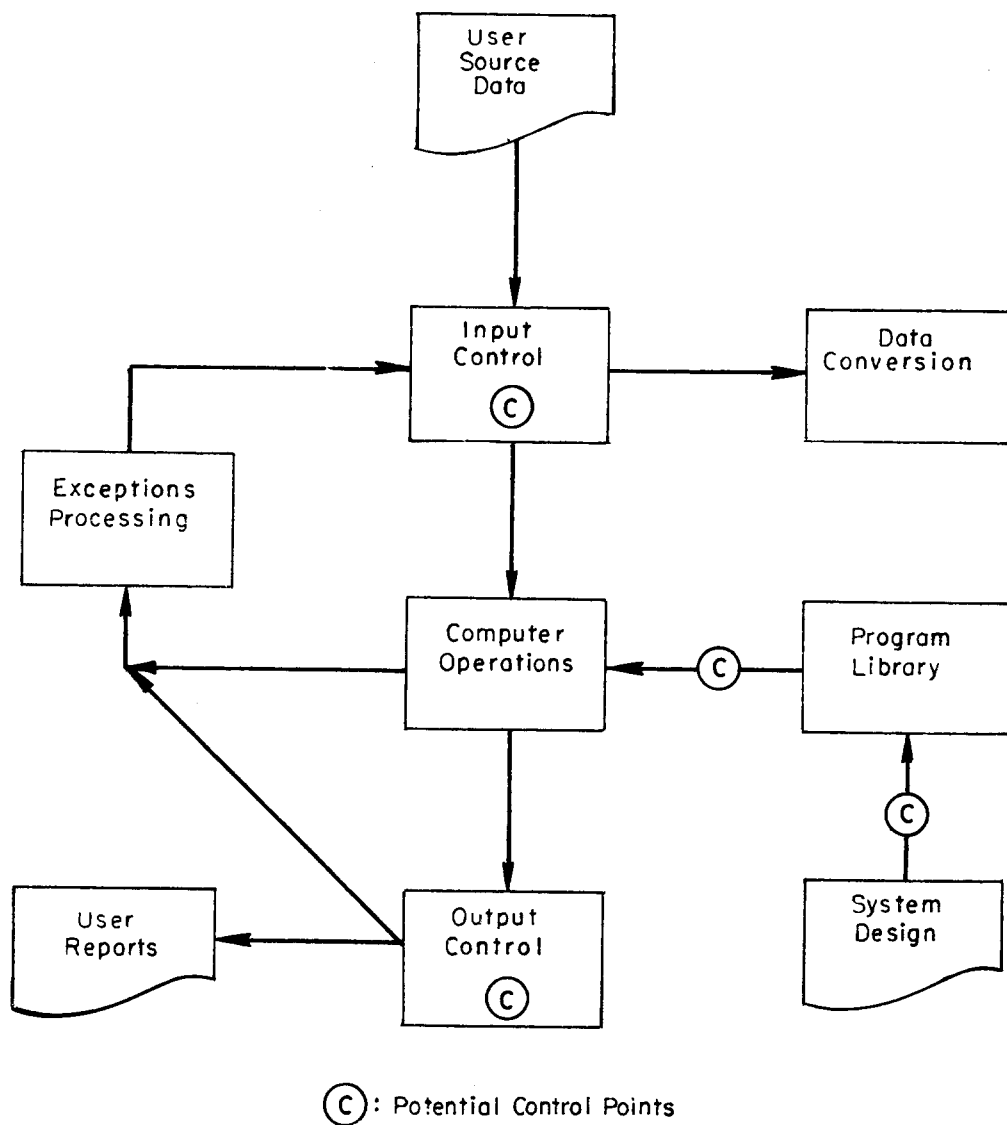 User
Source
Data
Input
Control
C
Data
Conversion
Exceptions
Processing
Computer
Operations
C
Program
Library
C
User
Reports
Output
Control
C
System
Design
C : Potential Control Points